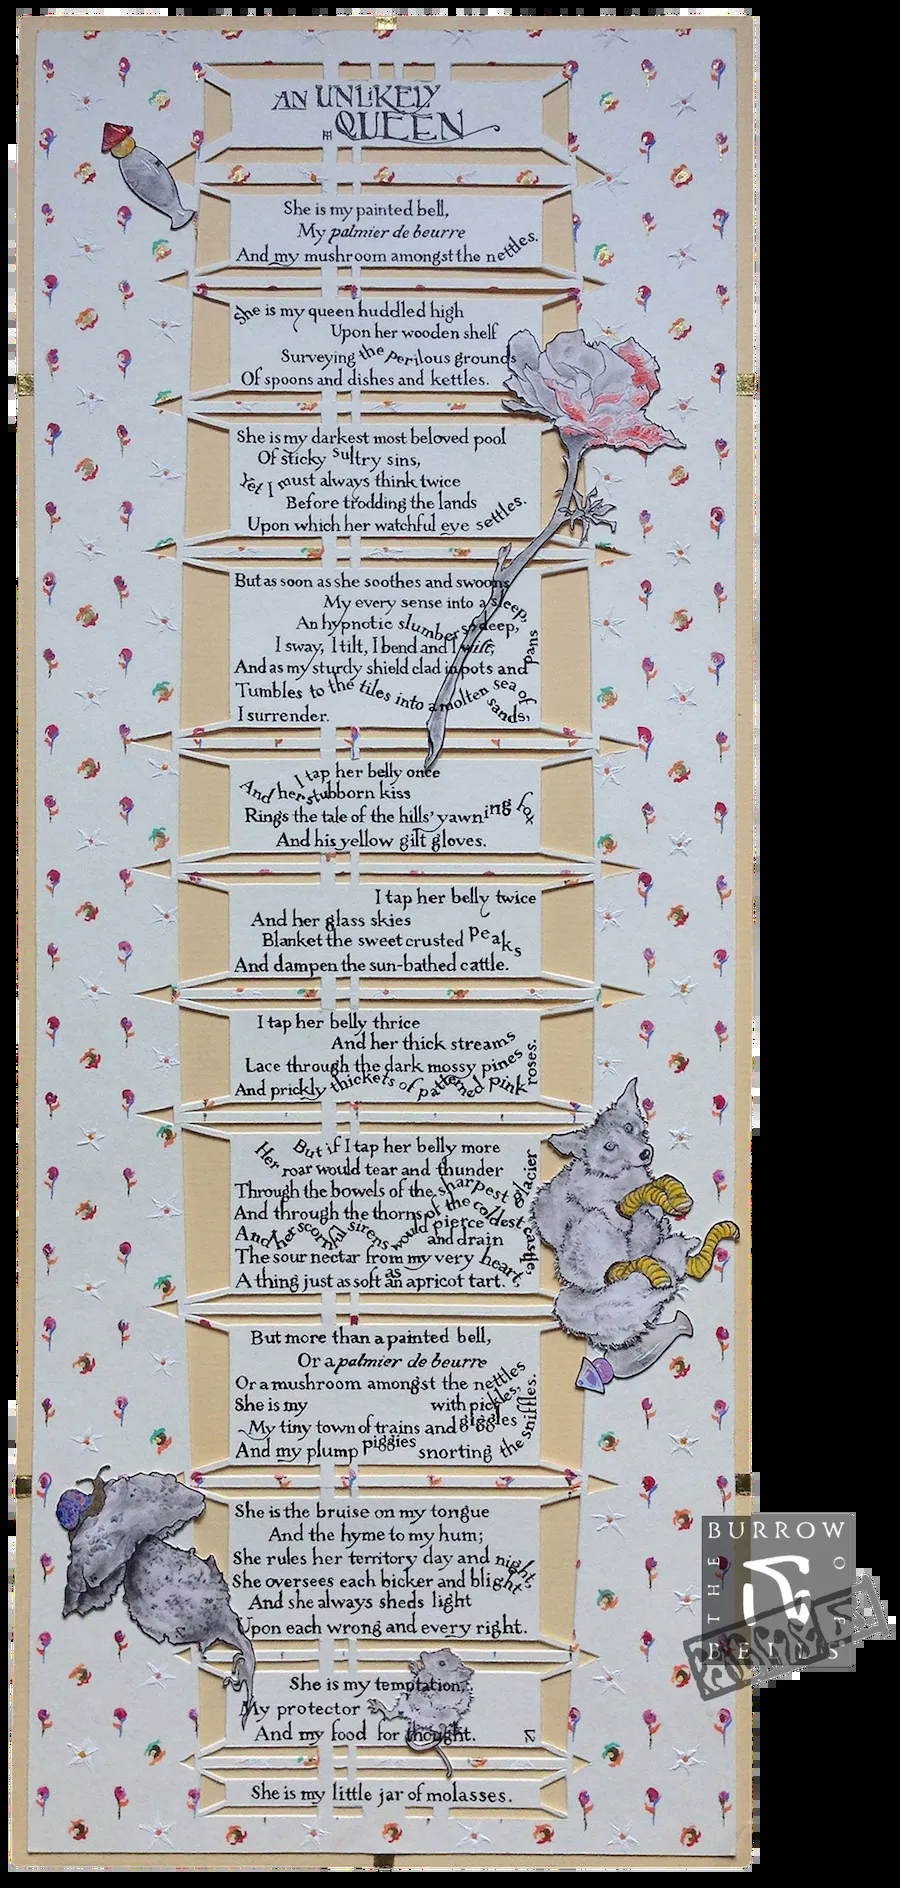 AN UNLIKELY
QUEEN
She is my painted bell,
My palmier de beurre
And my mushroom amongst the nettles.
She is my queen huddled high
Upon her wooden shelf
Surveying the perilous grounds
Of spoons and dishes and kettles.
She is my darkest most beloved pool
Of sticky sultry sins,
Yet I must always think twice
Before trodding the lands
Upon which her watchful eye settles.
But as soon as she soothes and swoons
My every sense into a sleep,
An hypnotic slumber so deep,
I sway, I tilt, I bend and I wilt,
And as my sturdy shield clad in pots and pans
Tumbles to the tiles into a molten sea of sands,
I surrender.
I tap her belly once
And her stubborn kiss
Rings the tale of the hills' yawning fox
And his yellow gilt gloves.
I tap her belly twice
And her glass skies
Blanket the sweet crusted peaks
And dampen the sun-bathed cattle.
I tap her belly thrice
And her thick streams
Lace through the dark mossy pines
And prickly thickets of patterned pink roses.
But if I tap her belly more
Her roar would tear and thunder
Through the bowels of the sharpest glacier
And through the thorns of the coldest castle,
And her scornful sirens would pierce and drain
The sour nectar from my very heart,
A thing just as soft as an apricot tart.
But more than a painted bell,
Or a palmier de beurre
Or a mushroom amongst the nettles
She is my with pickles,
My tiny town of trains and giggles
And my plump piggies snorting the sniffles.
She is the bruise on my tongue
And the hyme to my hum;
She rules her territory day and night,
She oversees each bicker and blight
And she always sheds light
Upon each wrong and every right.
She is my temptation,
My protector
And my food for thought.
She is my little jar of molasses.
THE BURROW OF BELLS